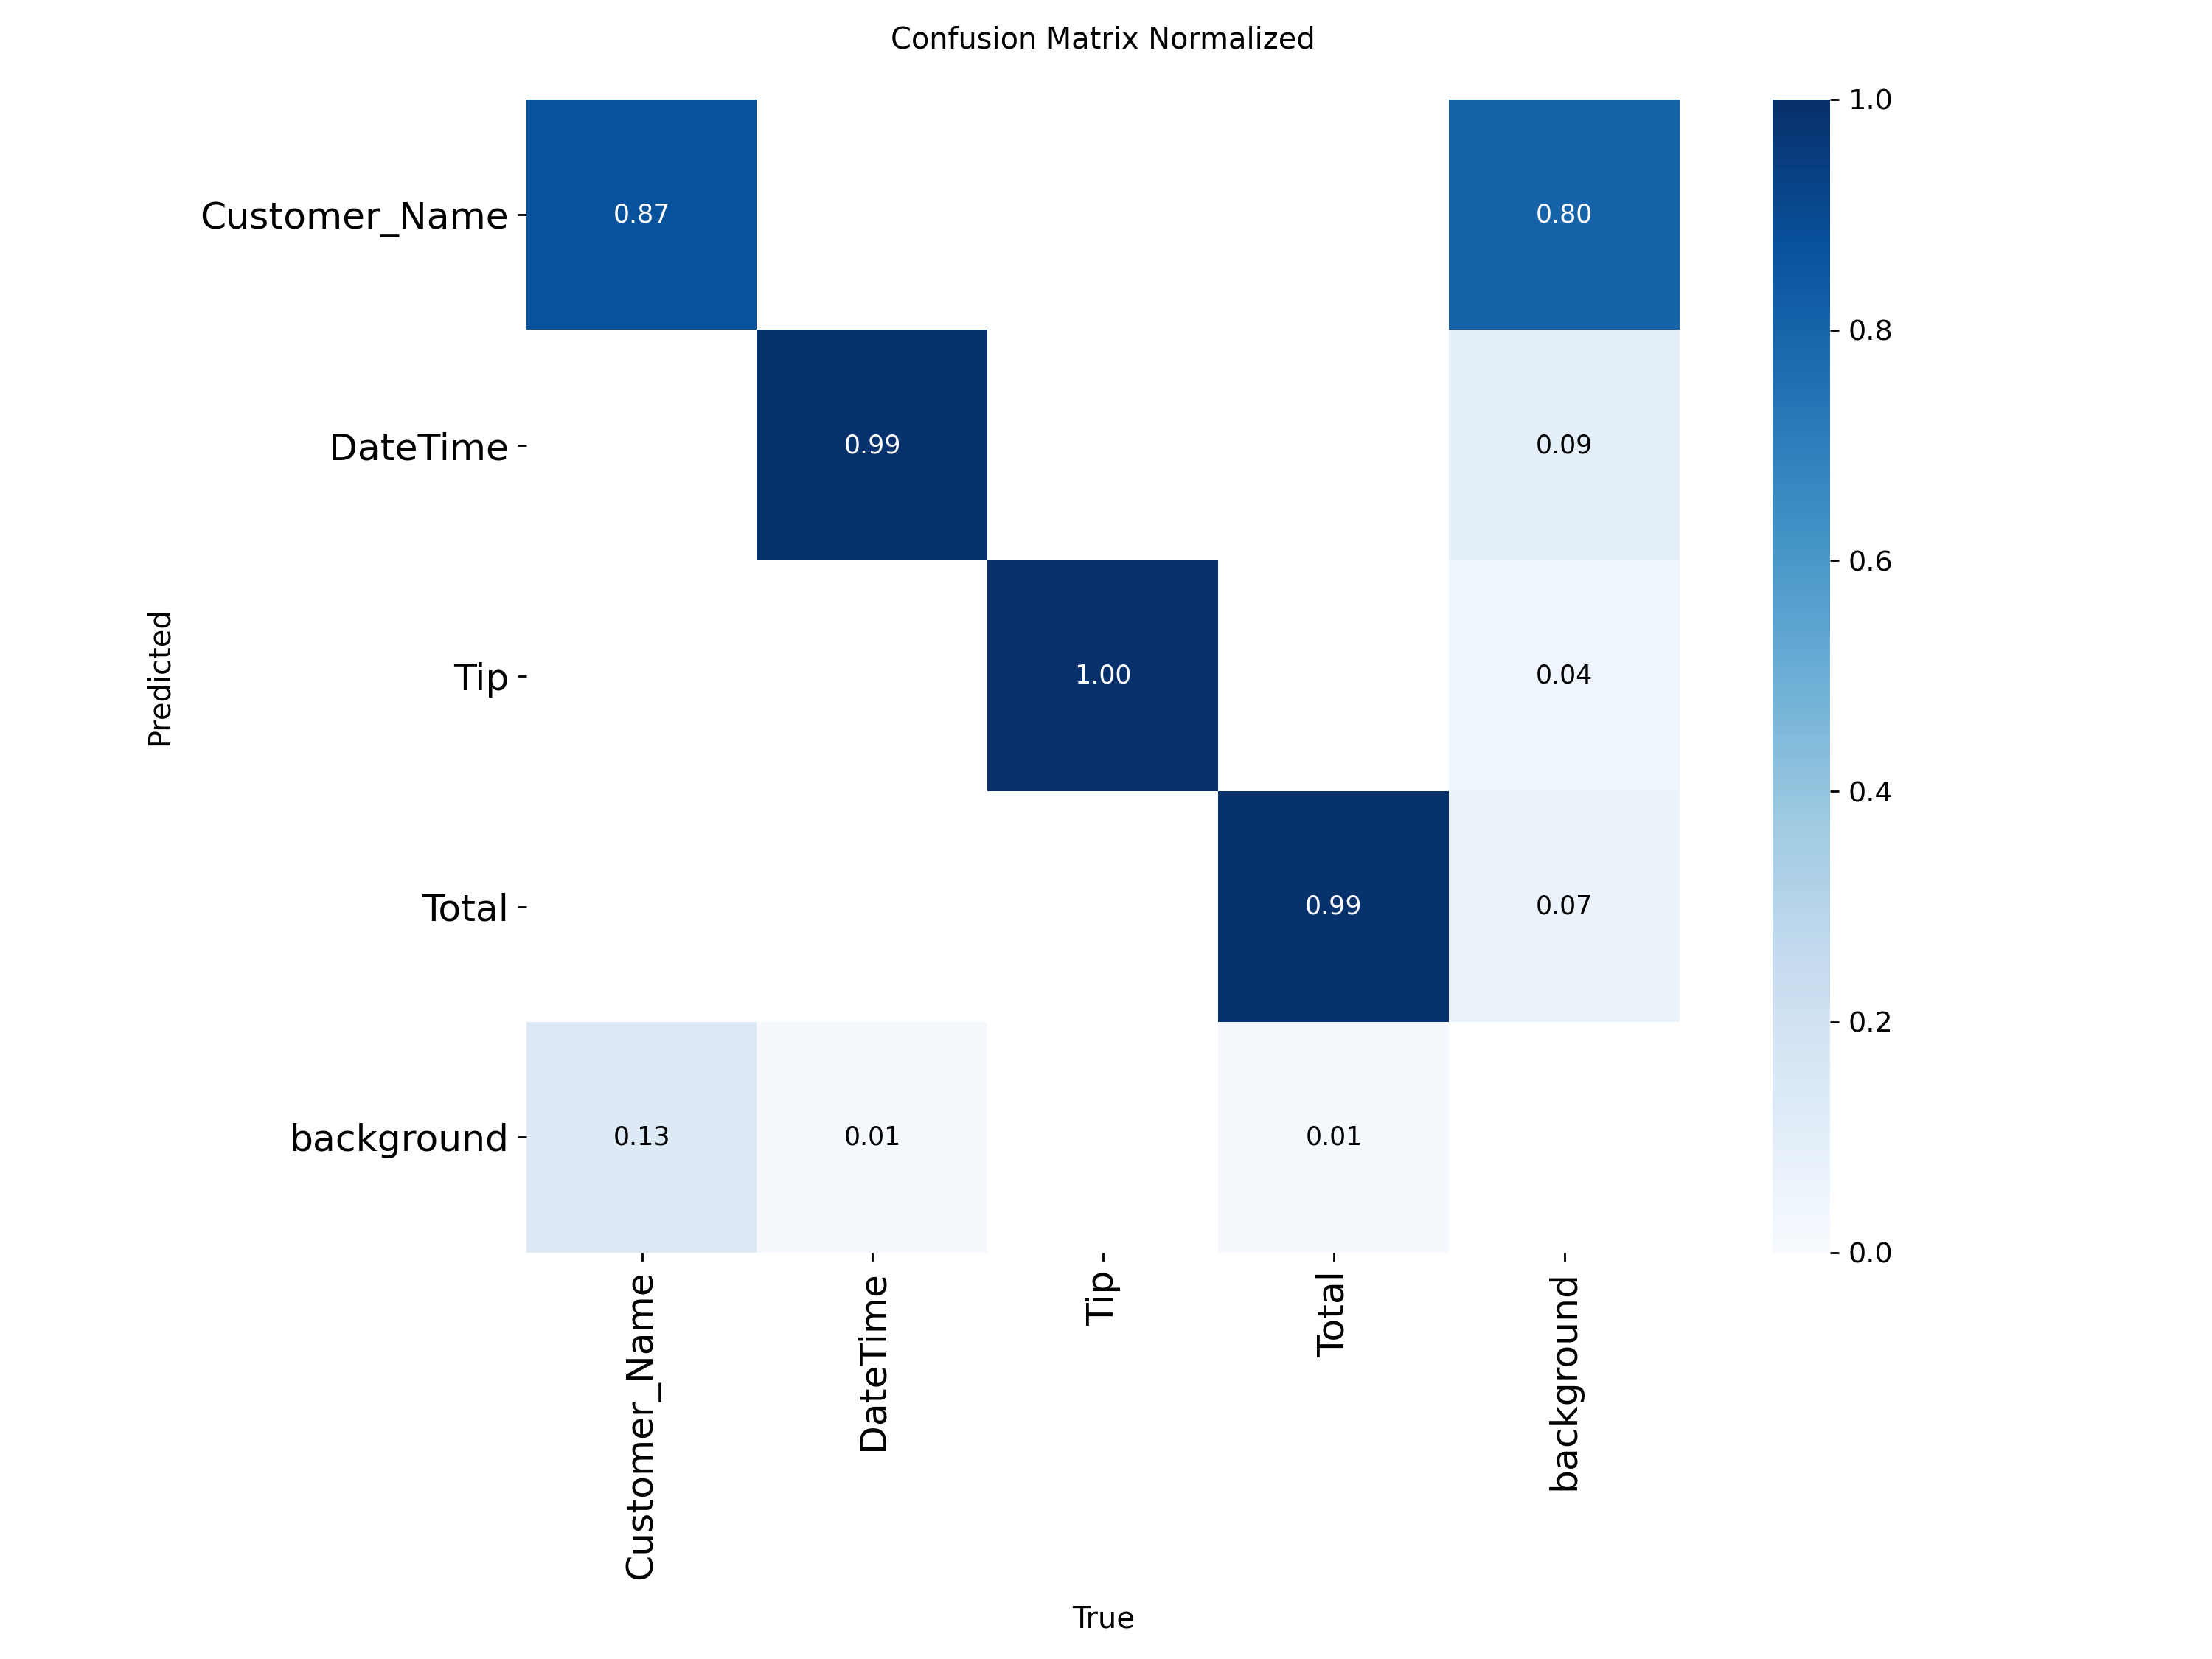 Confusion Matrix Normalized
1.0
Customer_Name
0.87
0.80
0.8
DateTime
0.99
0.09
0.6
Predicted
Tip
1.00
0.04
0.4
Total
0.99
0.07
0.2
background
0.13
0.01
0.01
0.0
Customer_Name
DateTime
Tip
Total
background
True